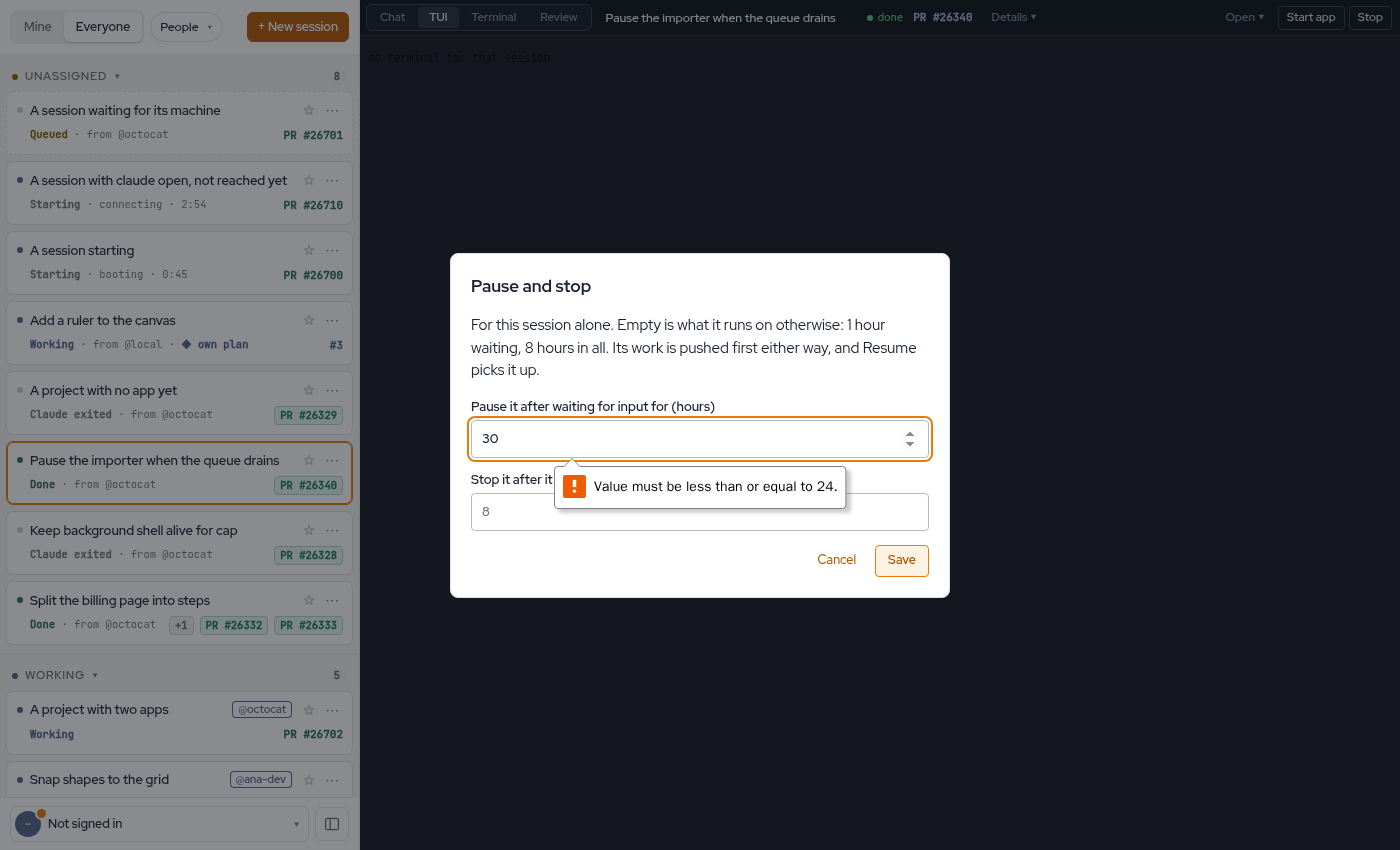 Mine
Everyone
People ▾
+ New session
UNASSIGNED ▾
8
A session waiting for its machine
Queued · from @octocat
PR #26701
A session with claude open, not reached yet
Starting · connecting · 2:54
PR #26710
A session starting
Starting · booting · 0:45
PR #26700
Add a ruler to the canvas
Working · from @local · ◆ own plan
#3
A project with no app yet
Claude exited · from @octocat
PR #26329
Pause the importer when the queue drains
Done · from @octocat
PR #26340
Keep background shell alive for cap
Claude exited · from @octocat
PR #26328
Split the billing page into steps
Done · from @octocat
+1
PR #26332
PR #26333
WORKING ▾
5
A project with two apps
@octocat
Working
PR #26702
Snap shapes to the grid
@ana-dev
Not signed in
Chat
TUI
Terminal
Review
Pause the importer when the queue drains
done
PR #26340
Details ▾
Open ▾
Start app
Stop
no terminal for that session
Pause and stop
For this session alone. Empty is what it runs on otherwise: 1 hour
waiting, 8 hours in all. Its work is pushed first either way, and Resume
picks it up.
Pause it after waiting for input for (hours)
30
Value must be less than or equal to 24.
Stop it after it
8
Cancel
Save